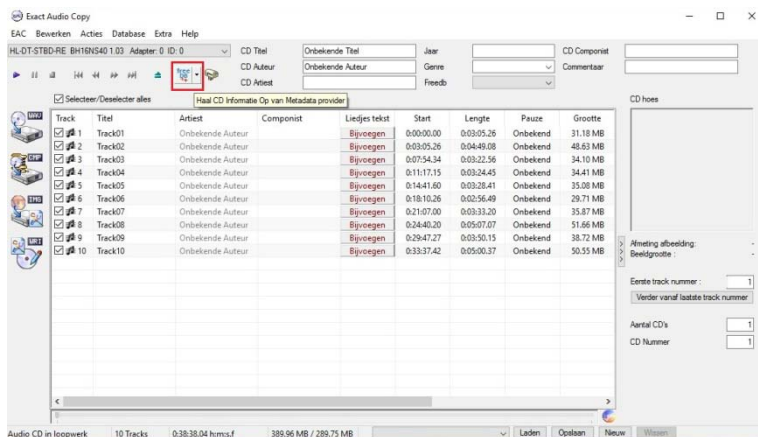 Exact Audio Copy
EAC Bewerken Acties Database Extra Help
HL-DT-STBD-RE BH16NS40 1.03 Adapter: 0 ID: 0
CD Titel Onbekende Titel Jaar CD Componist
CD Auteur Onbekende Auteur Genre Commentaar
CD Artiest Freedb
free
Selecteer/Deselecter alles
Haal CD Informatie Op van Metadata provider
CD hoes
Track Titel Artiest Componist Liedjes tekst Start Lengte Pauze Grootte
1 Track01 Onbekende Auteur Bijvoegen 0:00:00.00 0:03:05.26 Onbekend 31.18 MB
2 Track02 Onbekende Auteur Bijvoegen 0:03:05.26 0:04:49.08 Onbekend 48.63 MB
3 Track03 Onbekende Auteur Bijvoegen 0:07:54.34 0:03:22.56 Onbekend 34.10 MB
4 Track04 Onbekende Auteur Bijvoegen 0:11:17.15 0:03:24.45 Onbekend 34.41 MB
5 Track05 Onbekende Auteur Bijvoegen 0:14:41.60 0:03:28.41 Onbekend 35.08 MB
6 Track06 Onbekende Auteur Bijvoegen 0:18:10.26 0:02:56.49 Onbekend 29.71 MB
7 Track07 Onbekende Auteur Bijvoegen 0:21:07.00 0:03:33.20 Onbekend 35.87 MB
8 Track08 Onbekende Auteur Bijvoegen 0:24:40.20 0:05:07.07 Onbekend 51.66 MB
9 Track09 Onbekende Auteur Bijvoegen 0:29:47.27 0:03:50.15 Onbekend 38.72 MB
10 Track10 Onbekende Auteur Bijvoegen 0:33:37.42 0:05:00.37 Onbekend 50.55 MB
WAV
CMP
IMG
WRI
Afmeting afbeelding: -
Beeldgrootte : -
Eerste track nummer : 1
Verder vanaf laatste track nummer
Aantal CD's 1
CD Nummer 1
Audio CD in loopwerk 10 Tracks 0:38:38.04 h:m:s.f 389.96 MB / 289.75 MB Laden Opslaan Nieuw Wissen